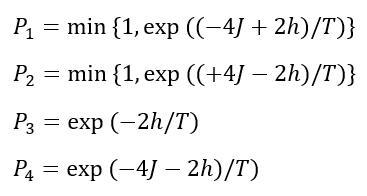 P₁ = min {1, exp ((−4J + 2h)/T)}
P₂ = min {1, exp ((+4J − 2h)/T)}
P₃ = exp (−2h/T)
P₄ = exp (−4J − 2h)/T)